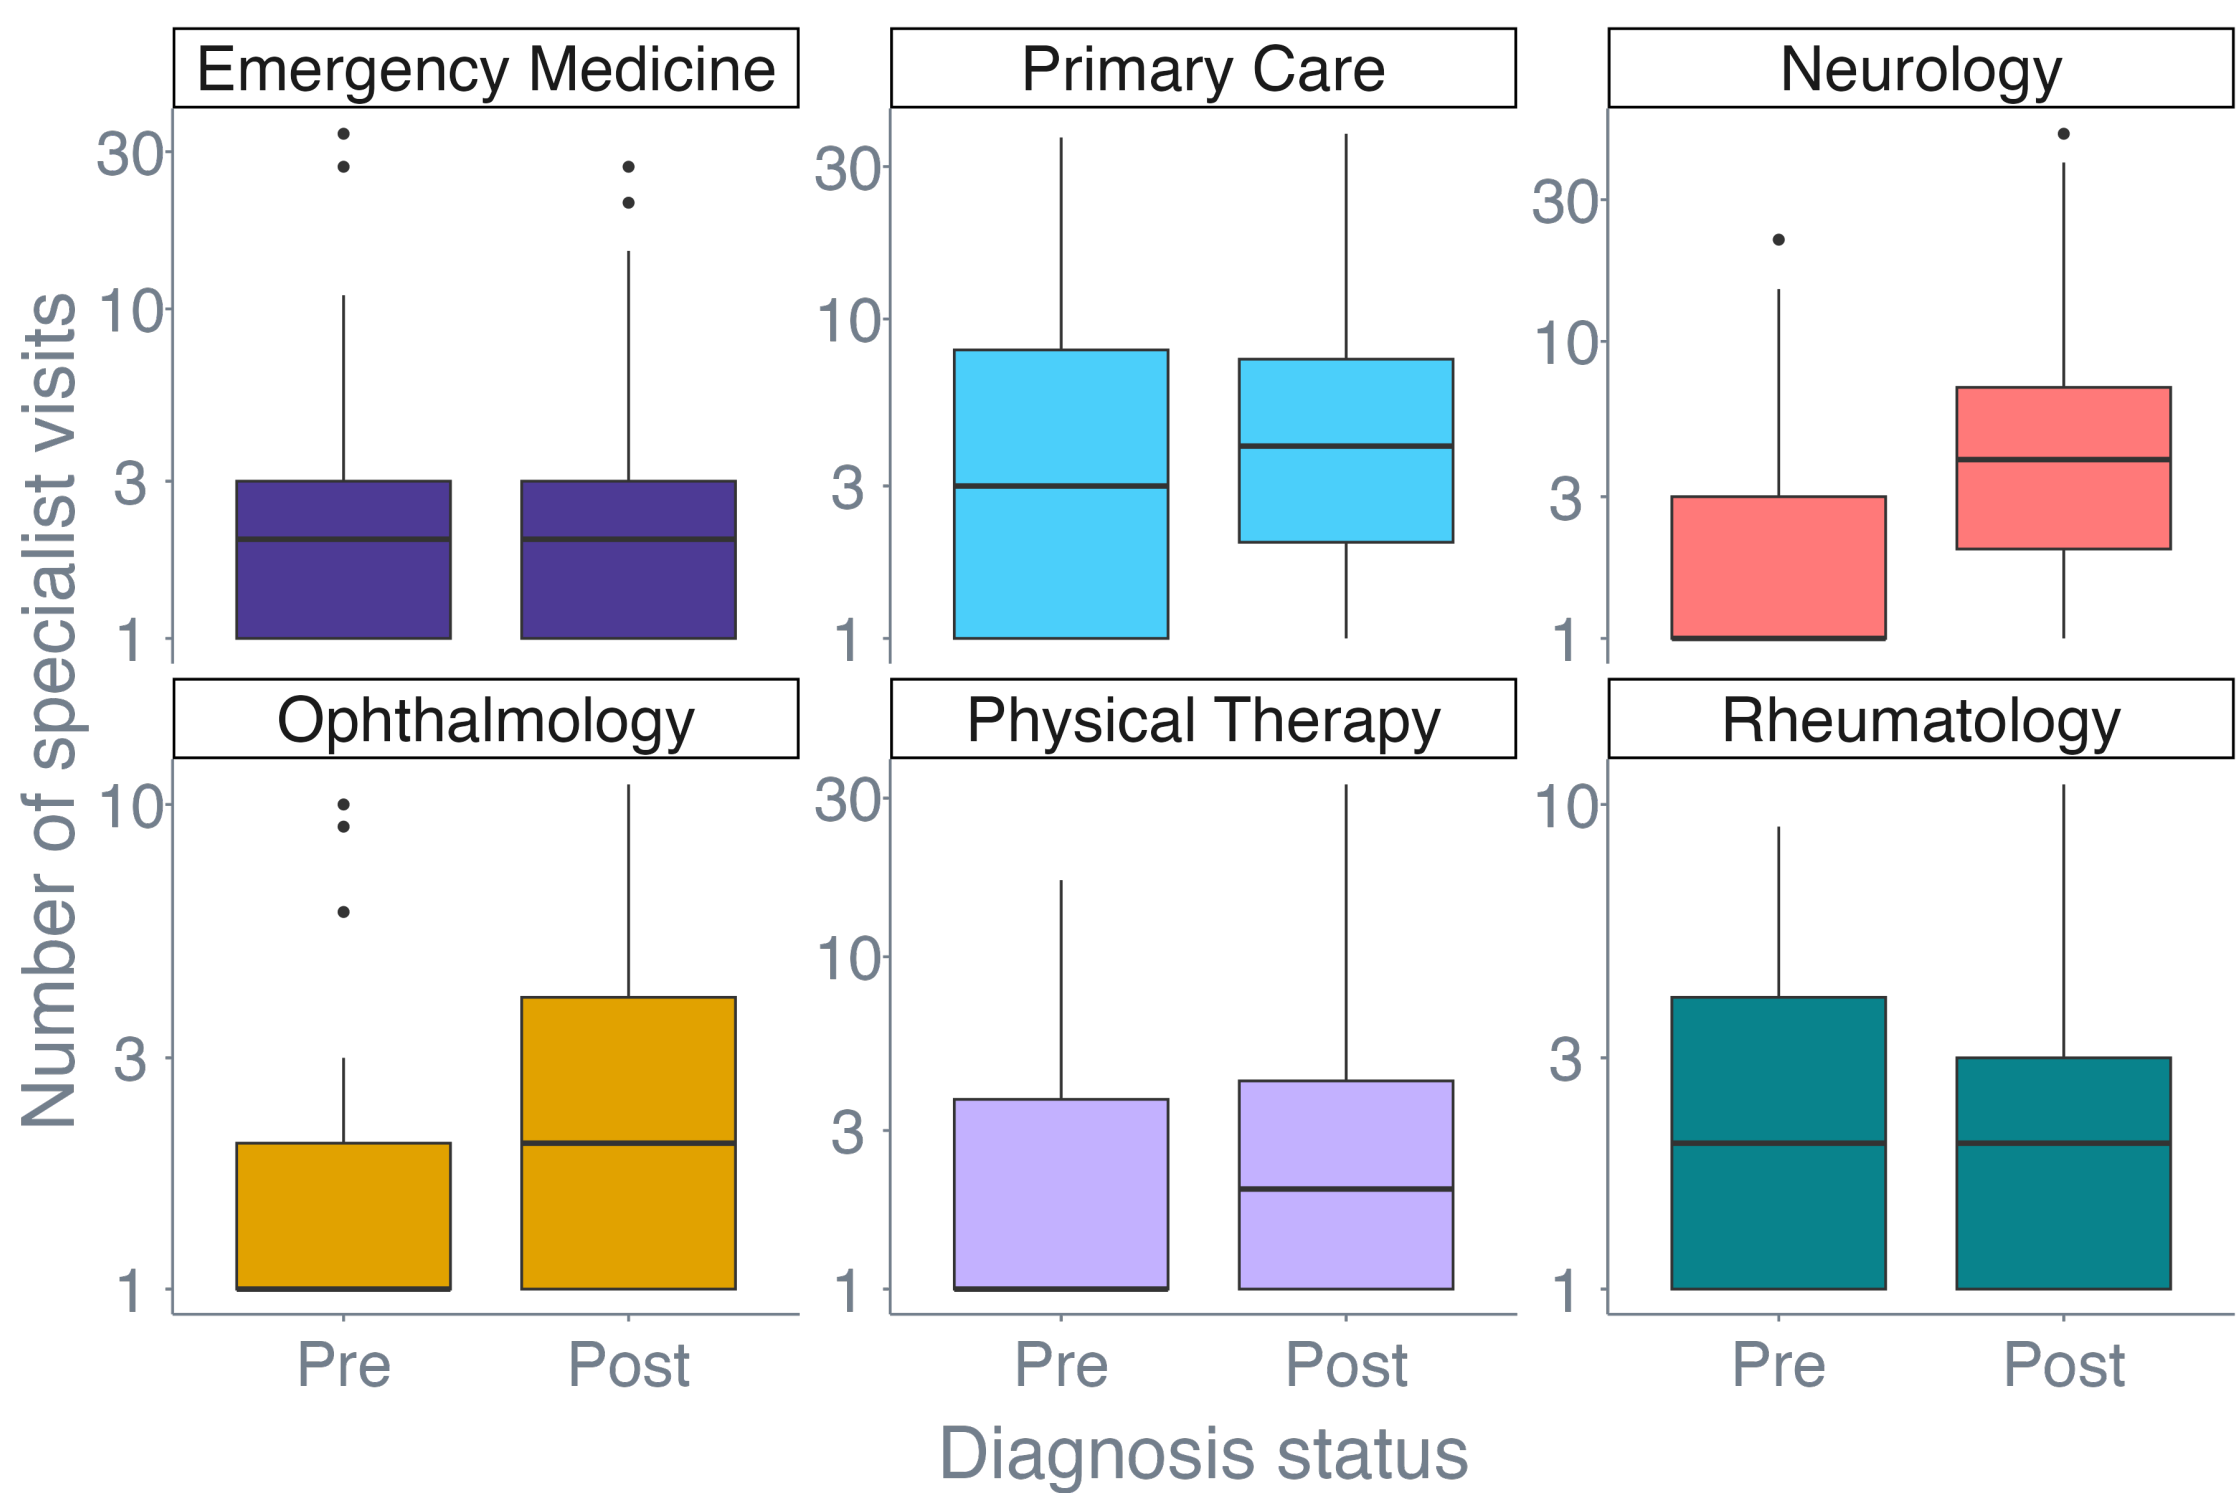 Emergency Medicine
Primary Care
Neurology
30
10
3
1
30
10
3
1
30
10
3
1
Number of specialist visits
Ophthalmology
Physical Therapy
Rheumatology
10
3
1
30
10
3
1
10
3
1
Pre
Post
Pre
Post
Pre
Post
Diagnosis status